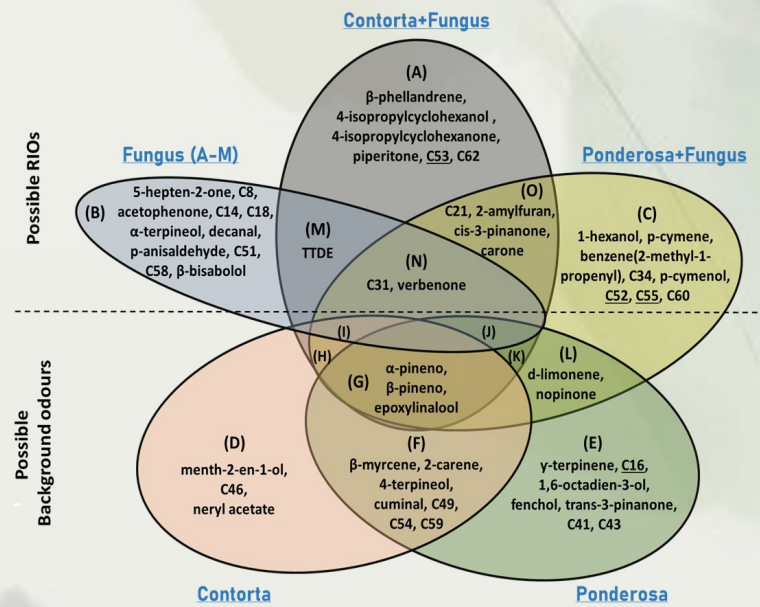 Contorta+Fungus
(A)
β-phellandrene,
4-isopropylcyclohexanol ,
4-isopropylcyclohexanone,
piperitone, C53, C62
Possible RIOs
Fungus (A-M)
Ponderosa+Fungus
(B)
5-hepten-2-one, C8,
acetophenone, C14, C18,
α-terpineol, decanal,
p-anisaldehyde, C51,
C58, β-bisabolol
(M)
TTDE
(O)
C21, 2-amylfuran,
cis-3-pinanone,
carone
(C)
1-hexanol, p-cymene,
benzene(2-methyl-1-
propenyl), C34, p-cymenol,
C52, C55, C60
(N)
C31, verbenone
Possible
Background odours
(I)
(J)
(H)
(K)
(L)
d-limonene,
nopinone
(G)
α-pineno,
β-pineno,
epoxylinalool
(D)
menth-2-en-1-ol,
C46,
neryl acetate
(F)
β-myrcene, 2-carene,
4-terpineol,
cuminal, C49,
C54, C59
(E)
y-terpinene, C16,
1,6-octadien-3-ol,
fenchol, trans-3-pinanone,
C41, C43
Contorta
Ponderosa